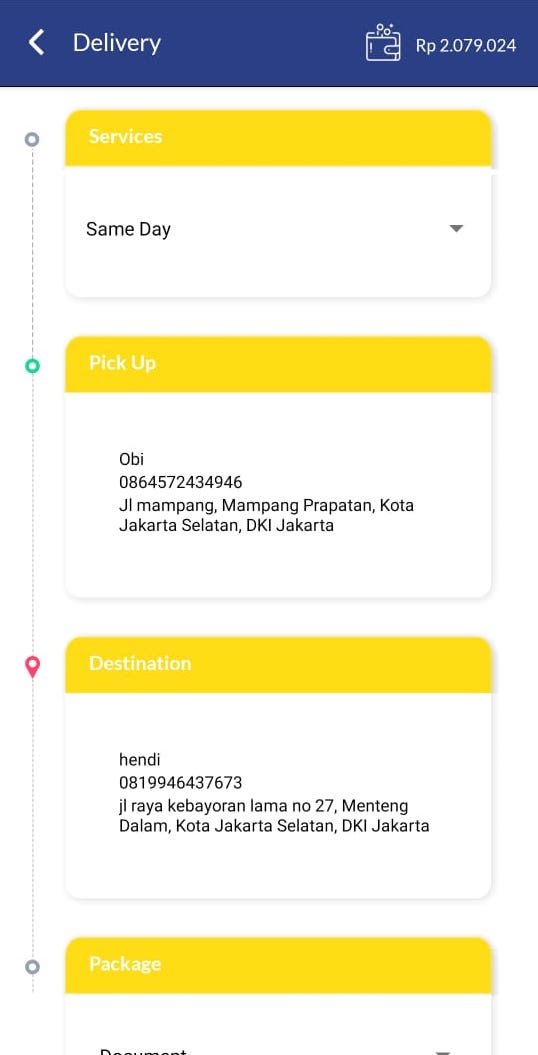 Delivery
Rp 2.079.024
Services
Same Day
Pick Up
Obi
0864572434946
Jl mampang, Mampang Prapatan, Kota
Jakarta Selatan, DKI Jakarta
Destination
hendi
0819946437673
jl raya kebayoran lama no 27, Menteng
Dalam, Kota Jakarta Selatan, DKI Jakarta
Package
Document